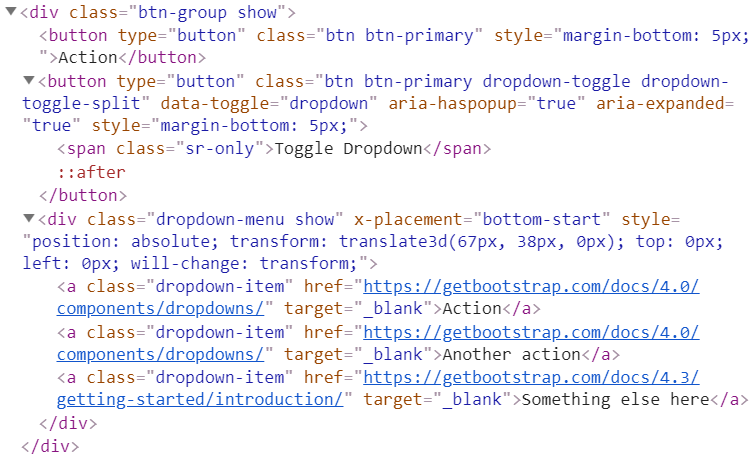 <div class="btn-group show">
<button type="button" class="btn btn-primary" style="margin-bottom: 5px;
">Action</button>
<button type="button" class="btn btn-primary dropdown-toggle dropdown-
toggle-split" data-toggle="dropdown" aria-haspopup="true" aria-expanded=
"true" style="margin-bottom: 5px;">
<span class="sr-only">Toggle Dropdown</span>
::after
</button>
<div class="dropdown-menu show" x-placement="bottom-start" style=
"position: absolute; transform: translate3d(67px, 38px, 0px); top: 0px;
left: 0px; will-change: transform;">
<a class="dropdown-item" href="https://getbootstrap.com/docs/4.0/
components/dropdowns/" target="_blank">Action</a>
<a class="dropdown-item" href="https://getbootstrap.com/docs/4.0/
components/dropdowns/" target="_blank">Another action</a>
<a class="dropdown-item" href="https://getbootstrap.com/docs/4.3/
getting-started/introduction/" target="_blank">Something else here</a>
</div>
</div>